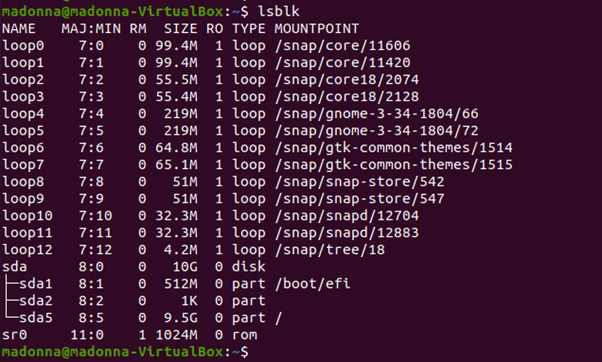 madonna@madonna-VirtualBox:~$ lsblk
NAME   MAJ:MIN RM  SIZE RO TYPE MOUNTPOINT
loop0    7:0    0 99.4M  1 loop /snap/core/11606
loop1    7:1    0 99.4M  1 loop /snap/core/11420
loop2    7:2    0 55.5M  1 loop /snap/core18/2074
loop3    7:3    0 55.4M  1 loop /snap/core18/2128
loop4    7:4    0  219M  1 loop /snap/gnome-3-34-1804/66
loop5    7:5    0  219M  1 loop /snap/gnome-3-34-1804/72
loop6    7:6    0 64.8M  1 loop /snap/gtk-common-themes/1514
loop7    7:7    0 65.1M  1 loop /snap/gtk-common-themes/1515
loop8    7:8    0   51M  1 loop /snap/snap-store/542
loop9    7:9    0   51M  1 loop /snap/snap-store/547
loop10   7:10   0 32.3M  1 loop /snap/snapd/12704
loop11   7:11   0 32.3M  1 loop /snap/snapd/12883
loop12   7:12   0  4.2M  1 loop /snap/tree/18
sda      8:0    0   10G  0 disk
├─sda1   8:1    0  512M  0 part /boot/efi
├─sda2   8:2    0    1K  0 part
└─sda5   8:5    0  9.5G  0 part /
sr0     11:0    1 1024M  0 rom
madonna@madonna-VirtualBox:~$